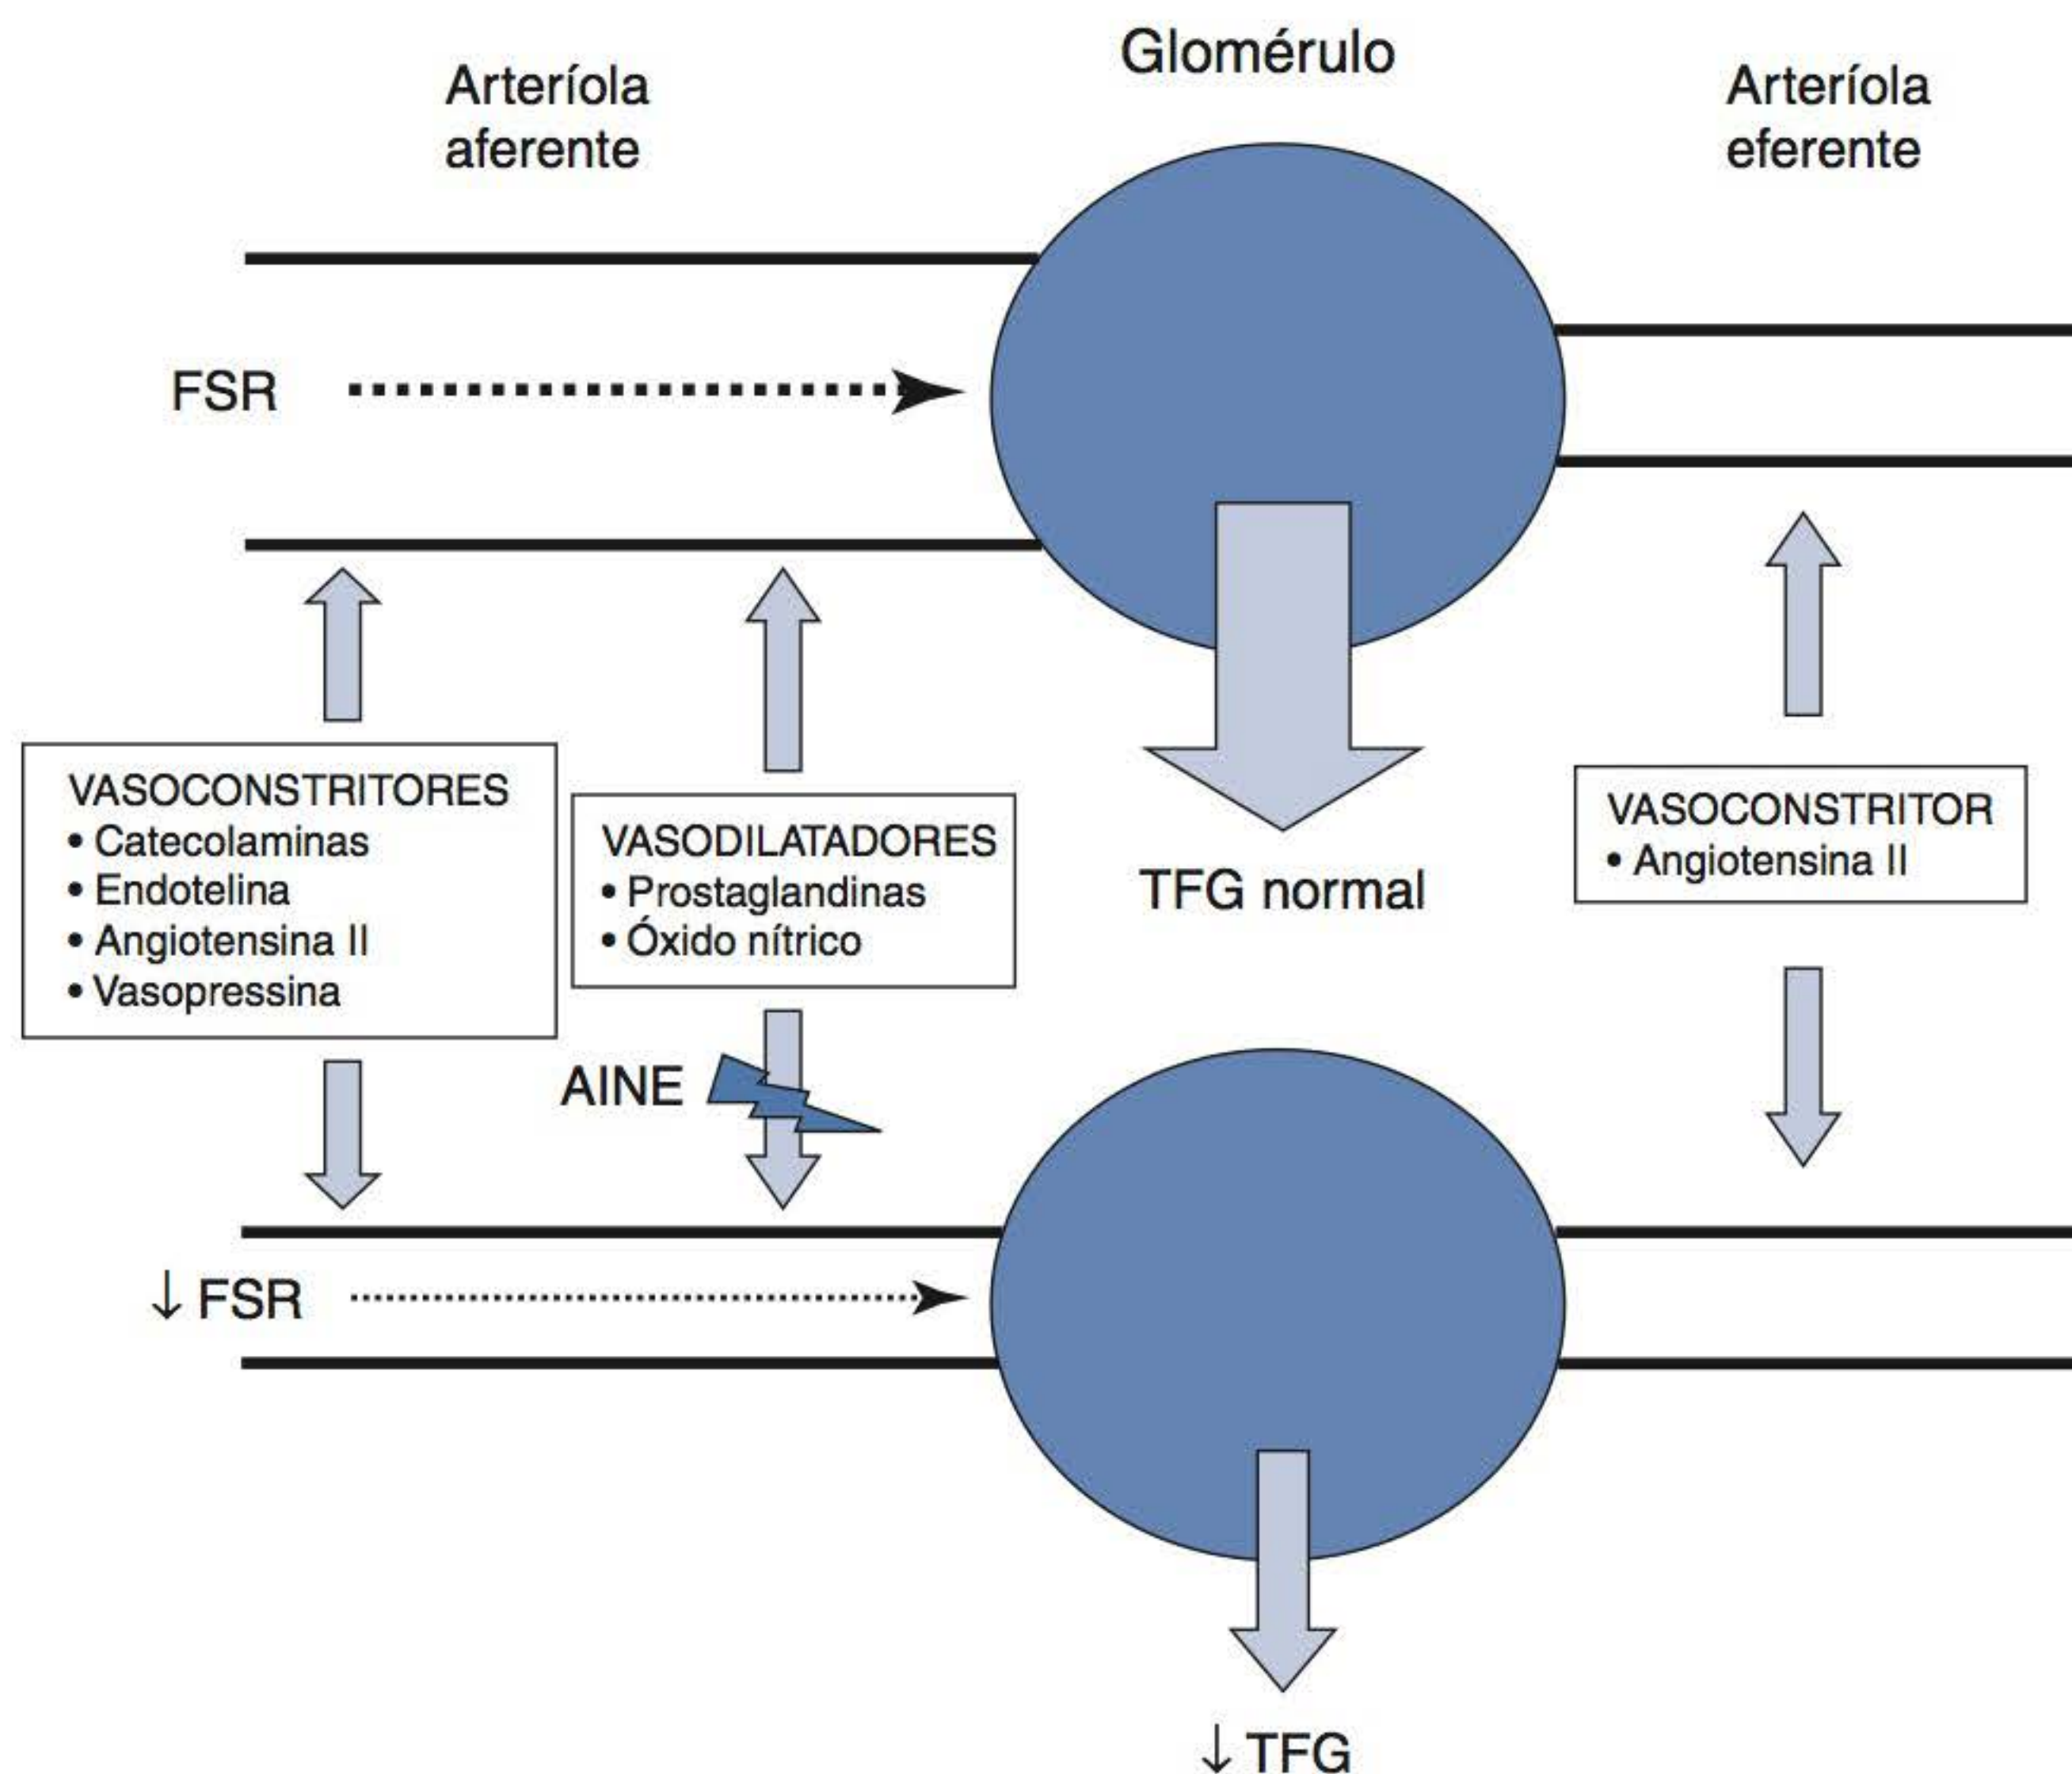 Glomérulo
Arteríola
aferente
Arteríola
eferente
FSR
VASOCONSTRITORES
• Catecolaminas
• Endotelina
• Angiotensina II
• Vasopressina
VASODILATADORES
• Prostaglandinas
• Óxido nítrico
TFG normal
VASOCONSTRITOR
• Angiotensina II
AINE
↓ FSR
↓ TFG